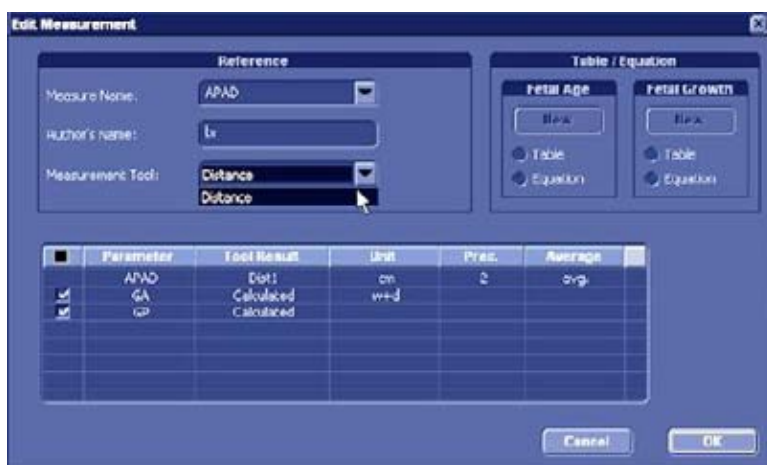 Edit Measurement
Reference
Measure Name:
APAD
Author's Name:
Measurement Tool:
Distance
Distance
Table / Equation
Fetal Age
Fetal Growth
New
New
Table
Table
Equation
Equation
Parameter Tool Result Unit Prec. Average
APAD Dist1 cm 2 avg.
GA Calculated w+d
GP Calculated
Cancel OK